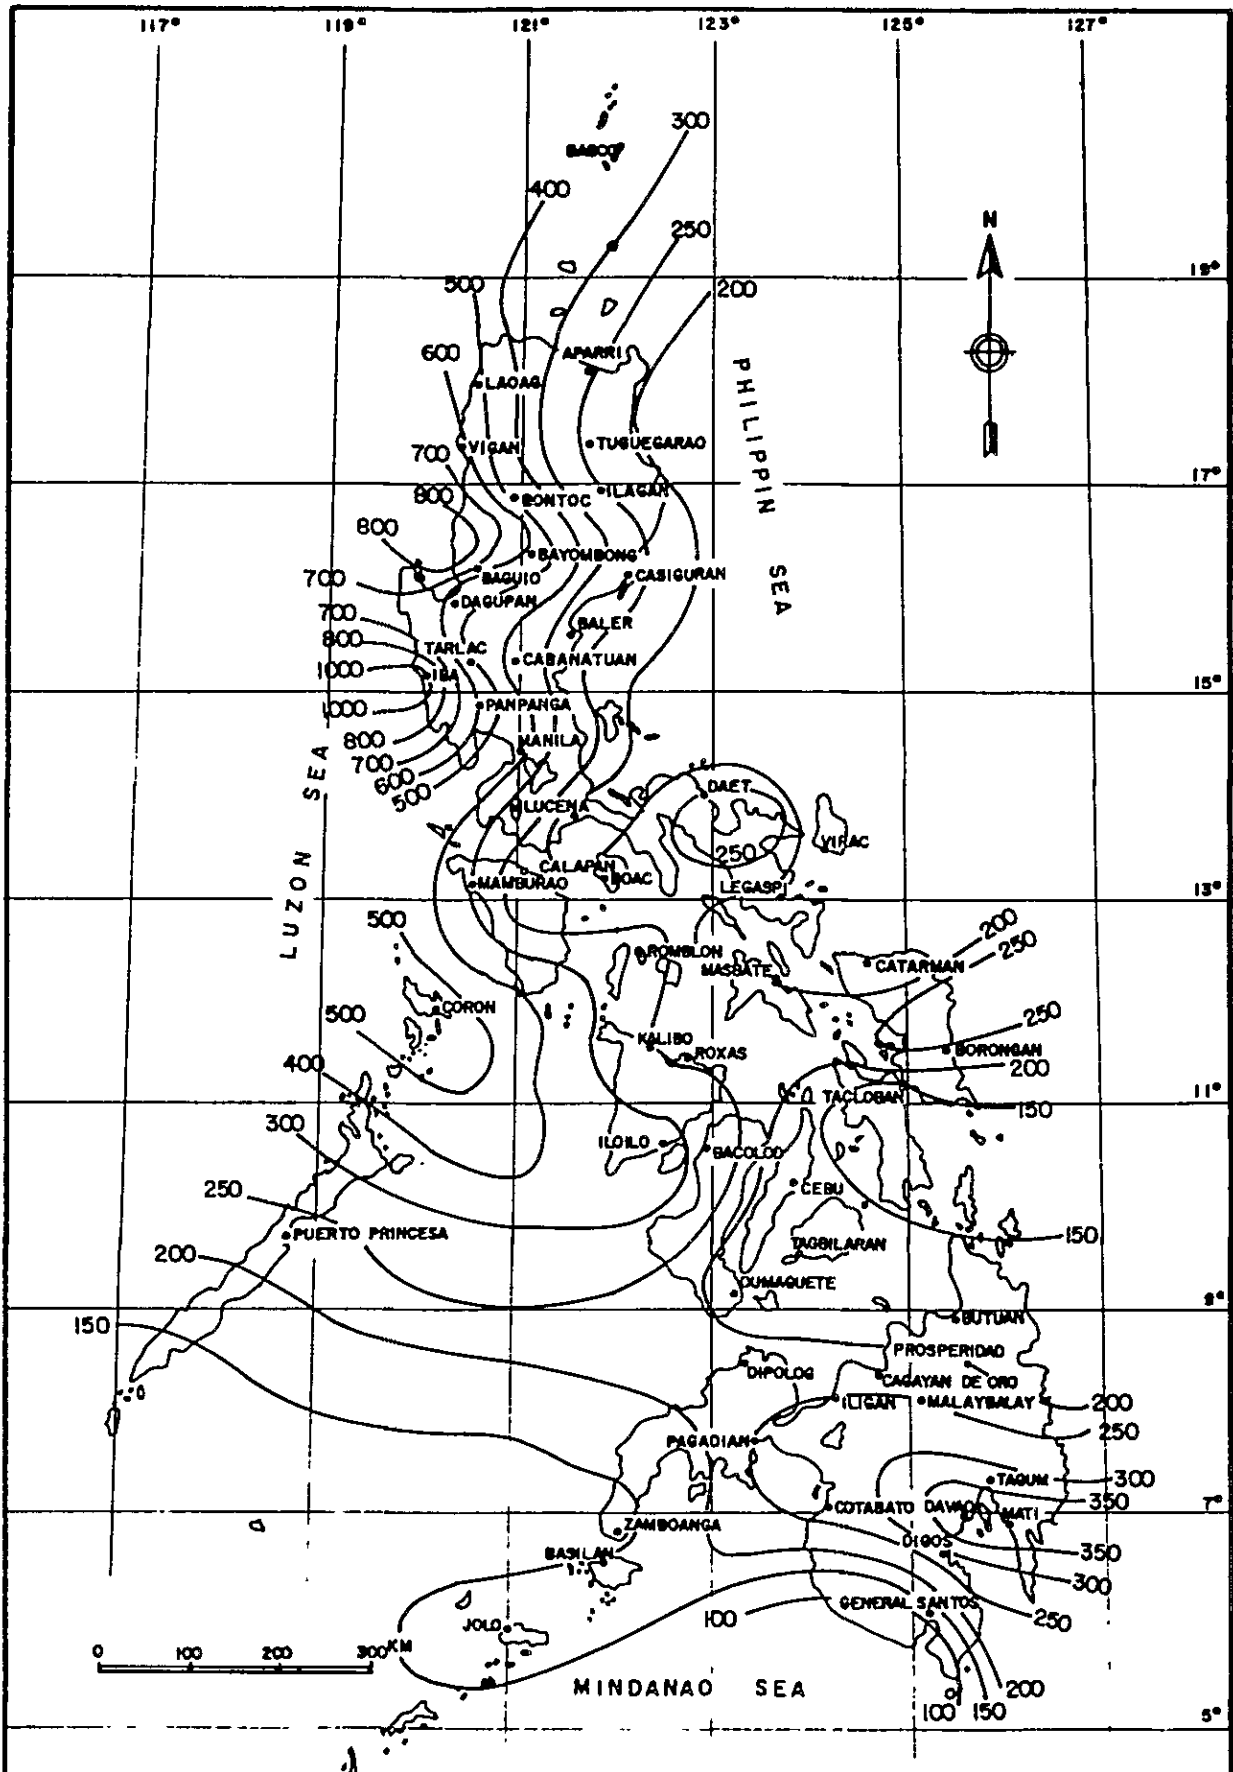 117° 119° 121° 123° 125° 127°
300
BASCO
400
N
250
19°
500
200
APARRI
600
LAOAG
PHILIPPIN SEA
VIGAN
TUGUEGARAO
700
17°
800
BONTOC
ILAGAN
800
BAYOMBONG
700
BAGUIO
CASIGURAN
DAGUPAN
700
BALER
800
TARLAC
CABANATUAN
1000
IBA
15°
1000
PANPANGA
800
MANILA
700
600
500
LUZON SEA
DAET
LUCENA
VIRAC
250
CALAPAN
BOAC
MAMBURAO
LEGASPI
13°
500
200
250
ROMBLON
MASBATE
CATARMAN
CORON
500
250
KALIBO
ROXAS
BORONGAN
400
200
TACLOBAN
11°
150
300
ILOILO
BACOLOD
250
CEBU
PUERTO PRINCESA
150
200
TAGBILARAN
DUMAGUETE
9°
150
BUTUAN
PROSPERIDAD
DIPOLOG
CAGAYAN DE ORO
ILIGAN
MALAYBALAY
200
250
PAGADIAN
TAGUM
300
COTABATO
DAVAO
350
MATI
7°
ZAMBOANGA
DIGOS
350
BASILAN
300
GENERAL SANTOS
100
250
JOLO
0 100 200 300 KM
MINDANAO SEA
200
100
150
5°